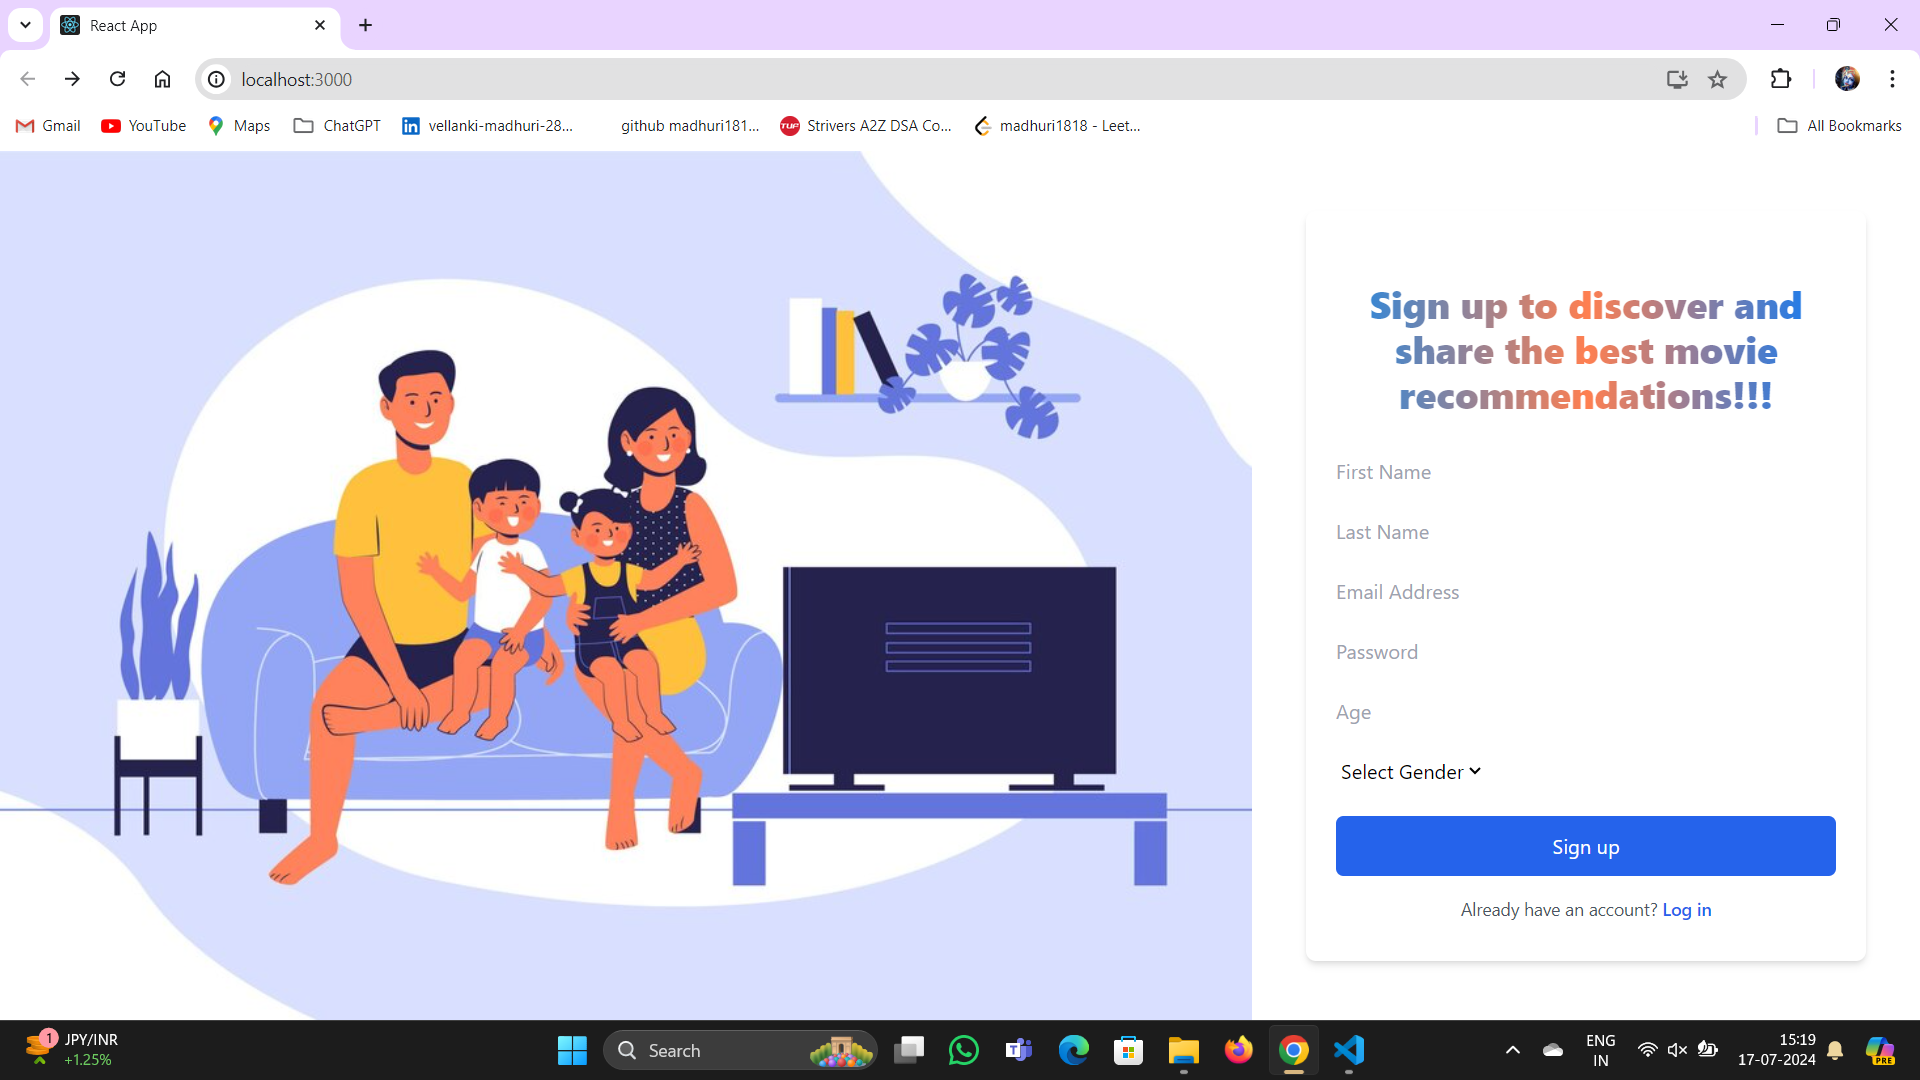 React App
localhost:3000
Gmail
YouTube
Maps
ChatGPT
vellanki-madhuri-28...
github madhuri181...
TUF
Strivers A2Z DSA Co...
madhuri1818 - Leet...
All Bookmarks
Sign up to discover and
share the best movie
recommendations!!!
First Name
Last Name
Email Address
Password
Age
Select Gender
Sign up
Already have an account? Log in
1
JPY/INR
+1.25%
Search
ENG
IN
15:19
17-07-2024
PRE